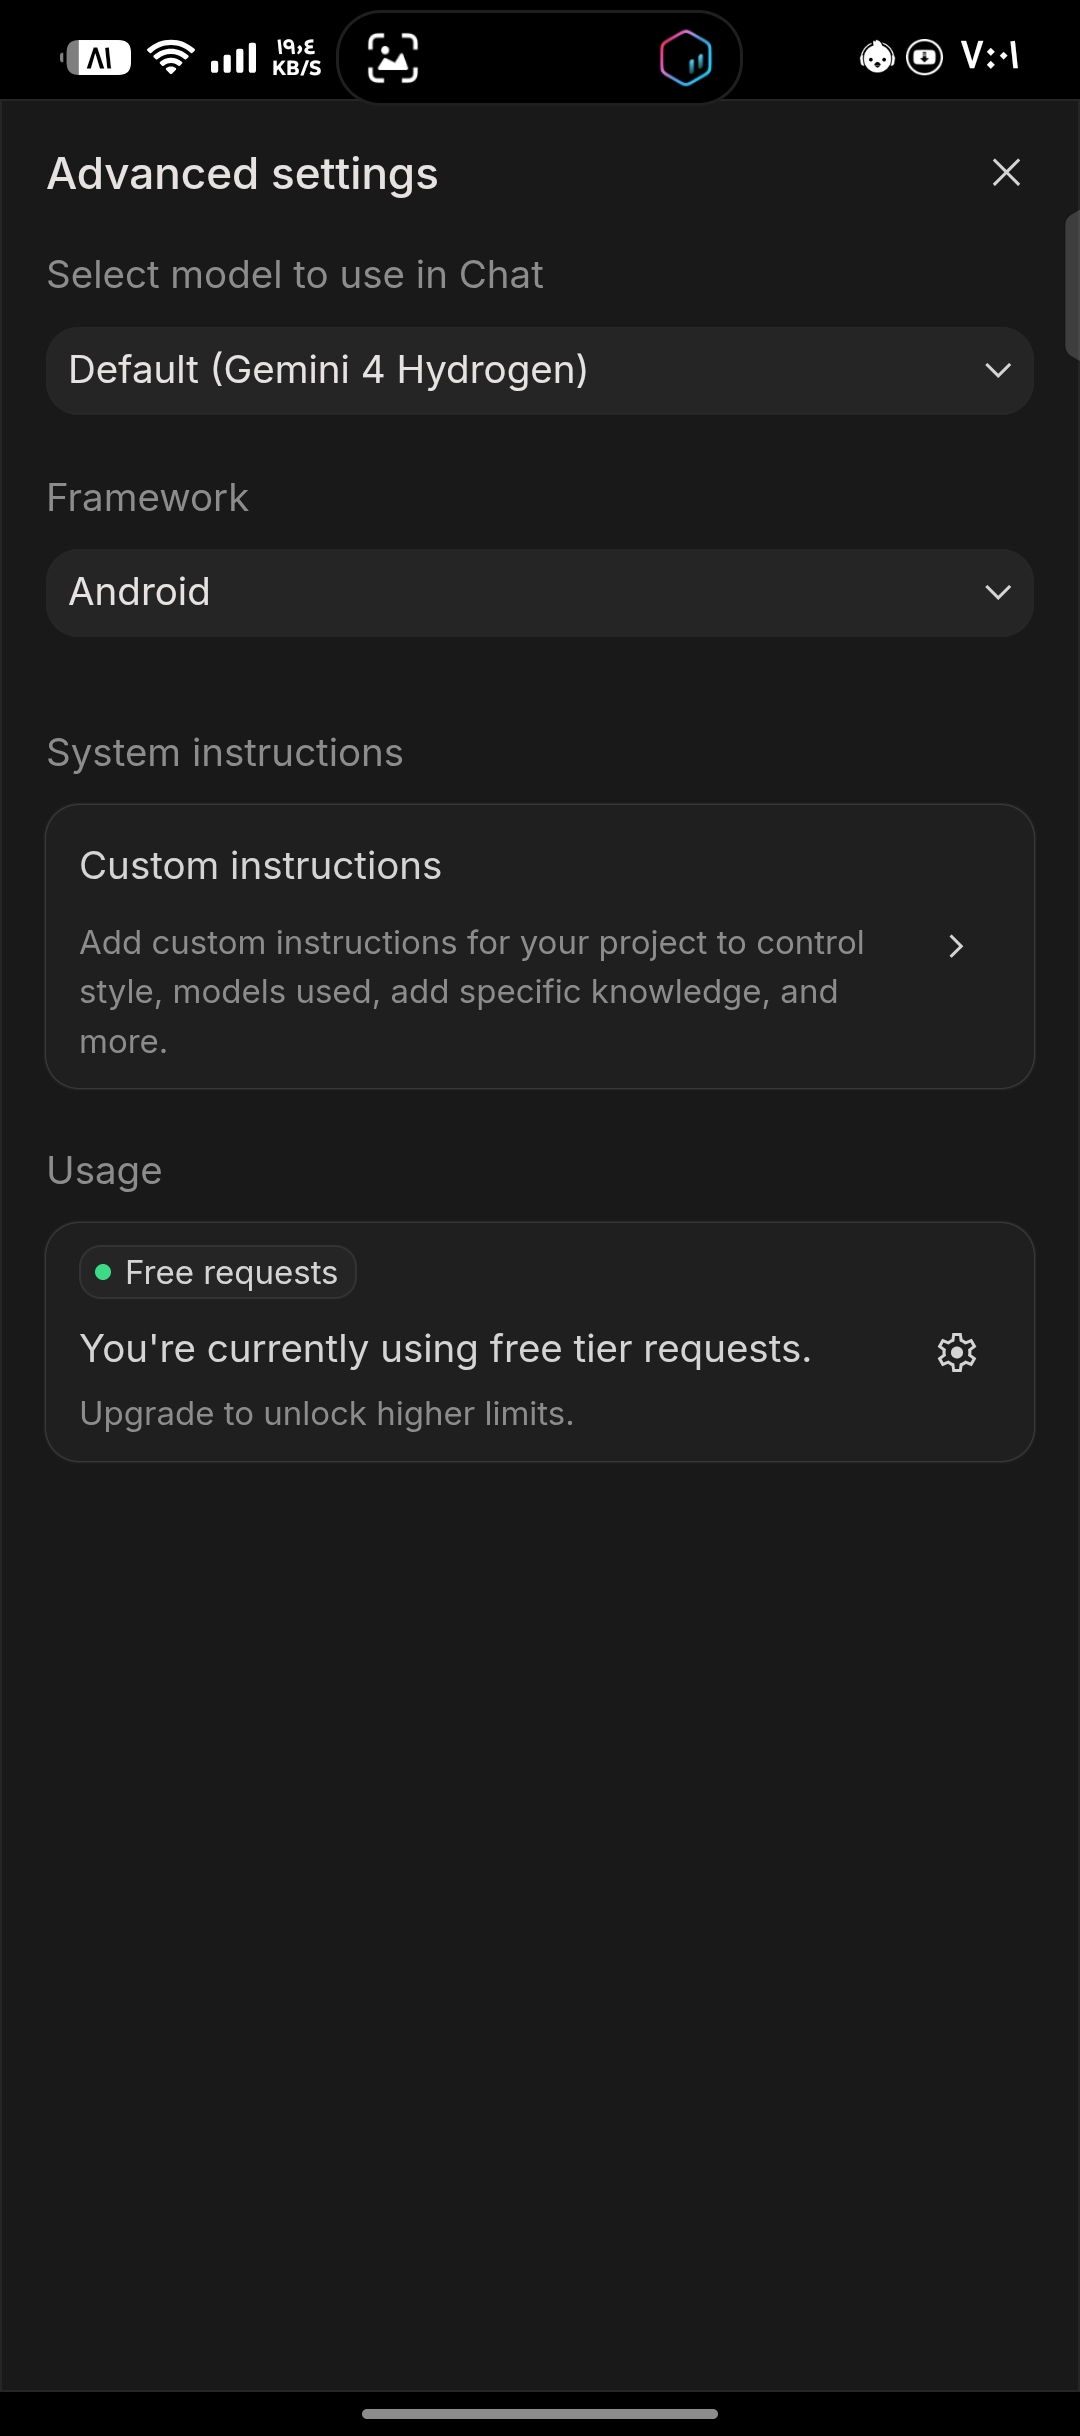 ٨١
١٩٫٤
KB/S
٧:٠١
Advanced settings
Select model to use in Chat
Default (Gemini 4 Hydrogen)
Framework
Android
System instructions
Custom instructions
Add custom instructions for your project to control
style, models used, add specific knowledge, and
more.
Usage
Free requests
You're currently using free tier requests.
Upgrade to unlock higher limits.